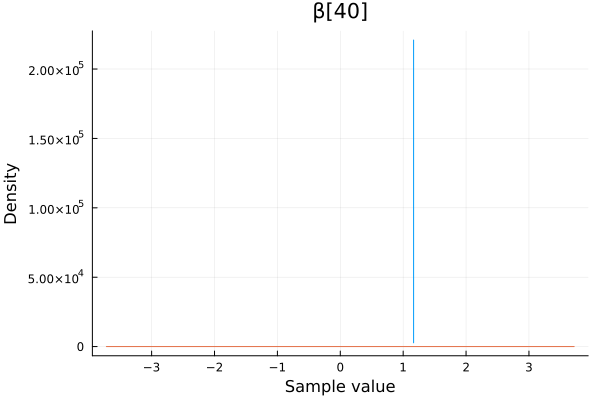 β[40]
2.00×10⁵
1.50×10⁵
1.00×10⁵
5.00×10⁴
0
Density
−3 −2 −1 0 1 2 3
Sample value